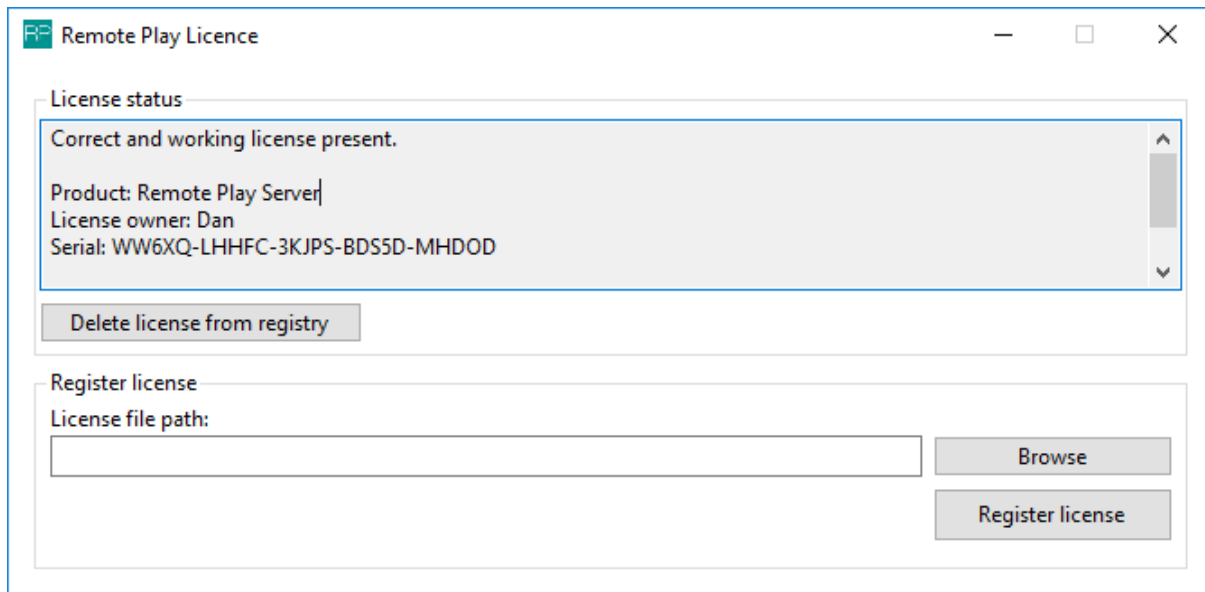 RP Remote Play Licence
License status
Correct and working license present.
Product: Remote Play Server
License owner: Dan
Serial: WW6XQ-LHHFC-3KJPS-BDS5D-MHDOD
Delete license from registry
Register license
License file path:
Browse
Register license